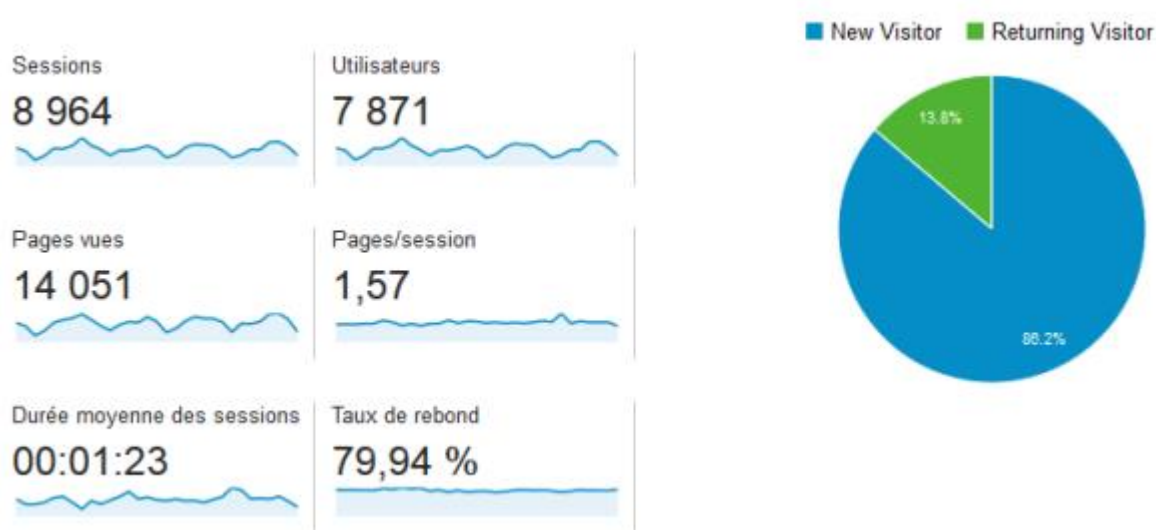 New Visitor Returning Visitor
Sessions Utilisateurs
8 964 7 871
13.8%
Pages vues Pages/session
14 051 1,57
86.2%
Durée moyenne des sessions Taux de rebond
00:01:23 79,94 %